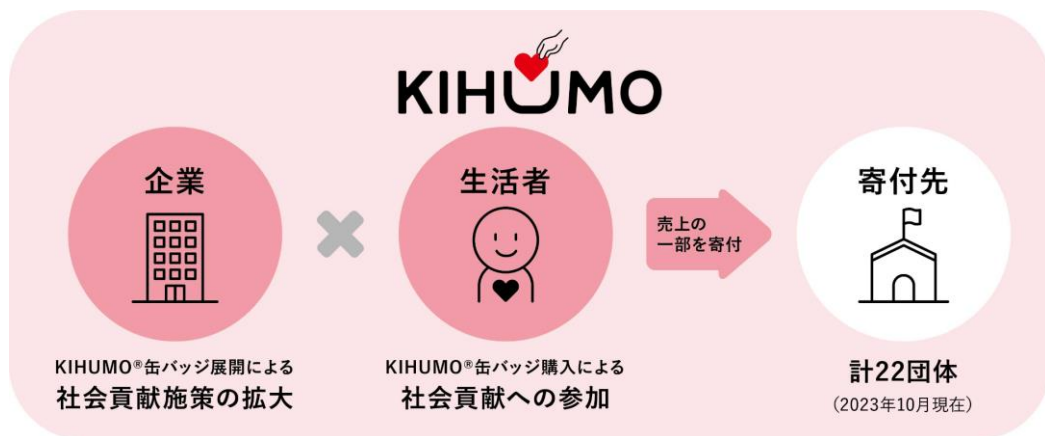 KIHUMO
企業
生活者
売上の
一部を寄付
寄付先
KIHUMO®缶バッジ展開による
社会貢献施策の拡大
KIHUMO®缶バッジ購入による
社会貢献への参加
計22団体
(2023年10月現在)